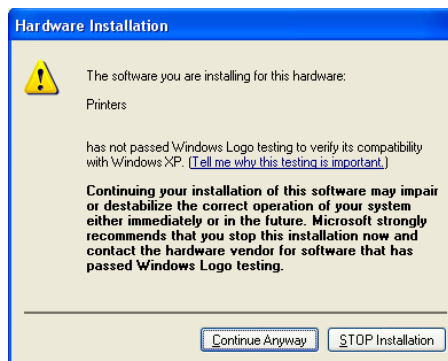 Hardware Installation
The software you are installing for this hardware:
Printers
has not passed Windows Logo testing to verify its compatibility
with Windows XP. (Tell me why this testing is important.)
Continuing your installation of this software may impair
or destabilize the correct operation of your system
either immediately or in the future. Microsoft strongly
recommends that you stop this installation now and
contact the hardware vendor for software that has
passed Windows Logo testing.
Continue Anyway STOP Installation